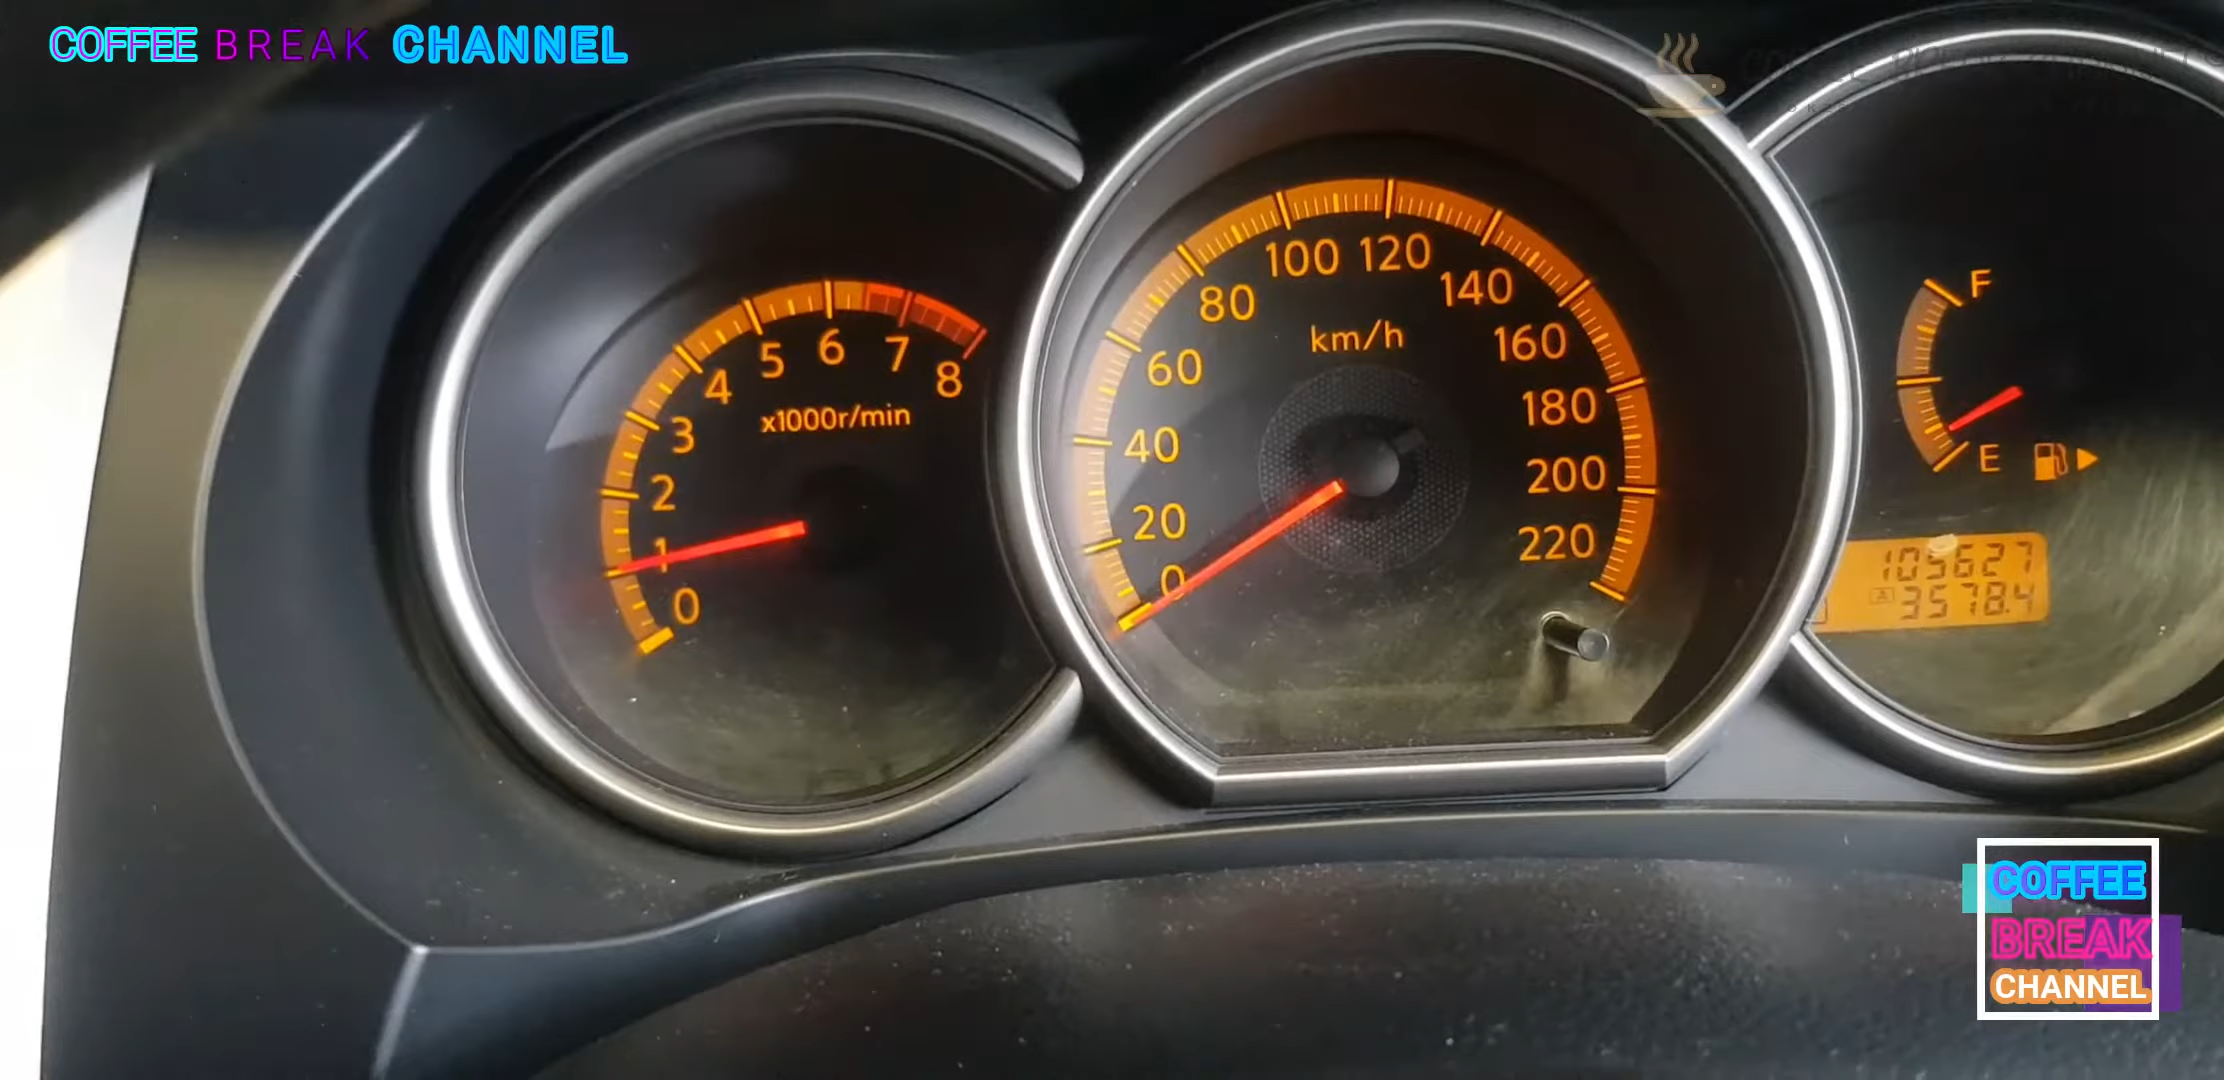 COFFEE BREAK CHANNEL
0
1
2
3
4
5
6
7
8
x1000r/min
0
20
40
60
80
100
120
140
160
180
200
220
km/h
F
E
105627
A 3578.4
COFFEE
BREAK
CHANNEL